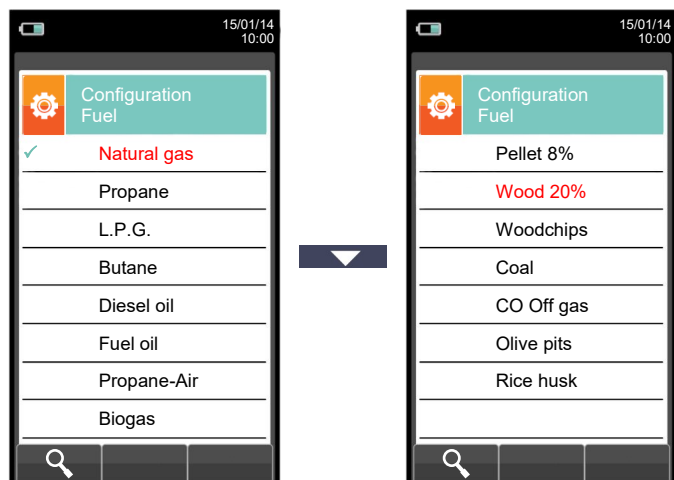 15/01/14
10:00
Configuration
Fuel
Natural gas
Propane
L.P.G.
Butane
Diesel oil
Fuel oil
Propane-Air
Biogas
15/01/14
10:00
Configuration
Fuel
Pellet 8%
Wood 20%
Woodchips
Coal
CO Off gas
Olive pits
Rice husk